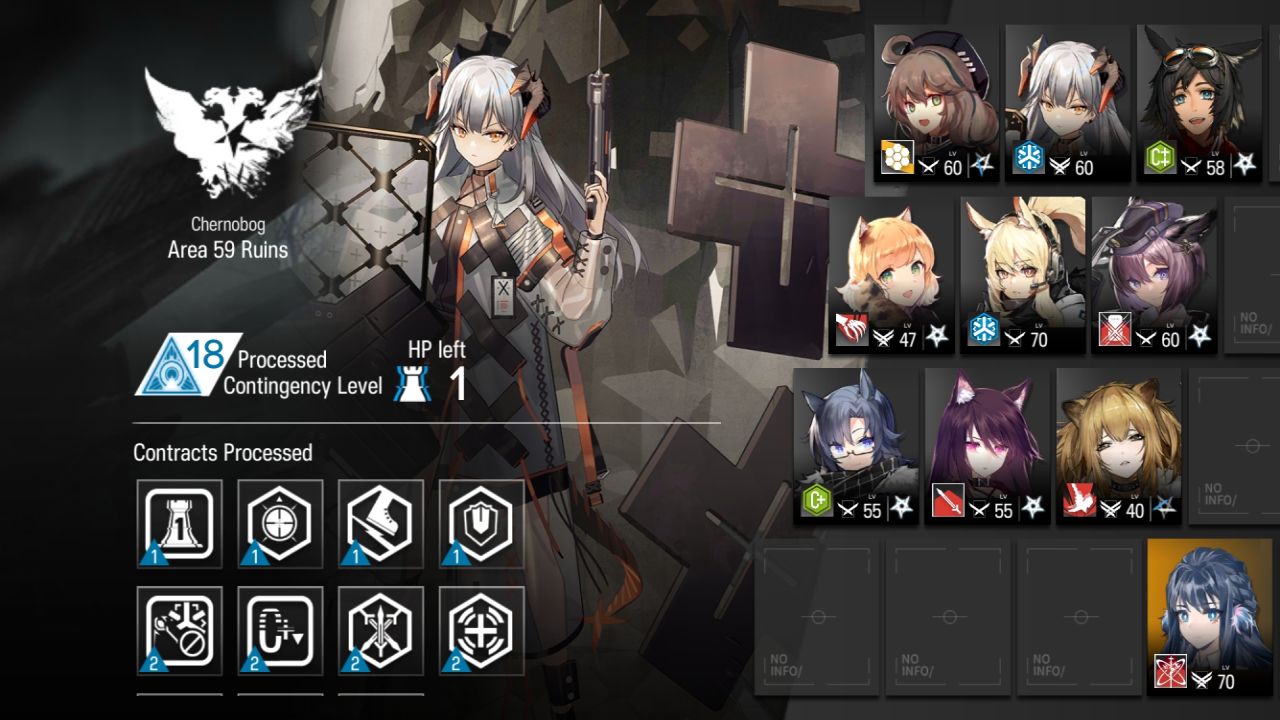 Chernobog
Area 59 Ruins
18
Processed
Contingency Level
HP left
1
Contracts Processed
1
1
1
1
1
2
2
2
2
LV
60
LV
60
C+
LV
58
LV
47
LV
70
LV
60
NO
INFO/
C+
LV
55
LV
55
LV
40
NO
INFO/
NO
INFO/
NO
INFO/
NO
INFO/
LV
70